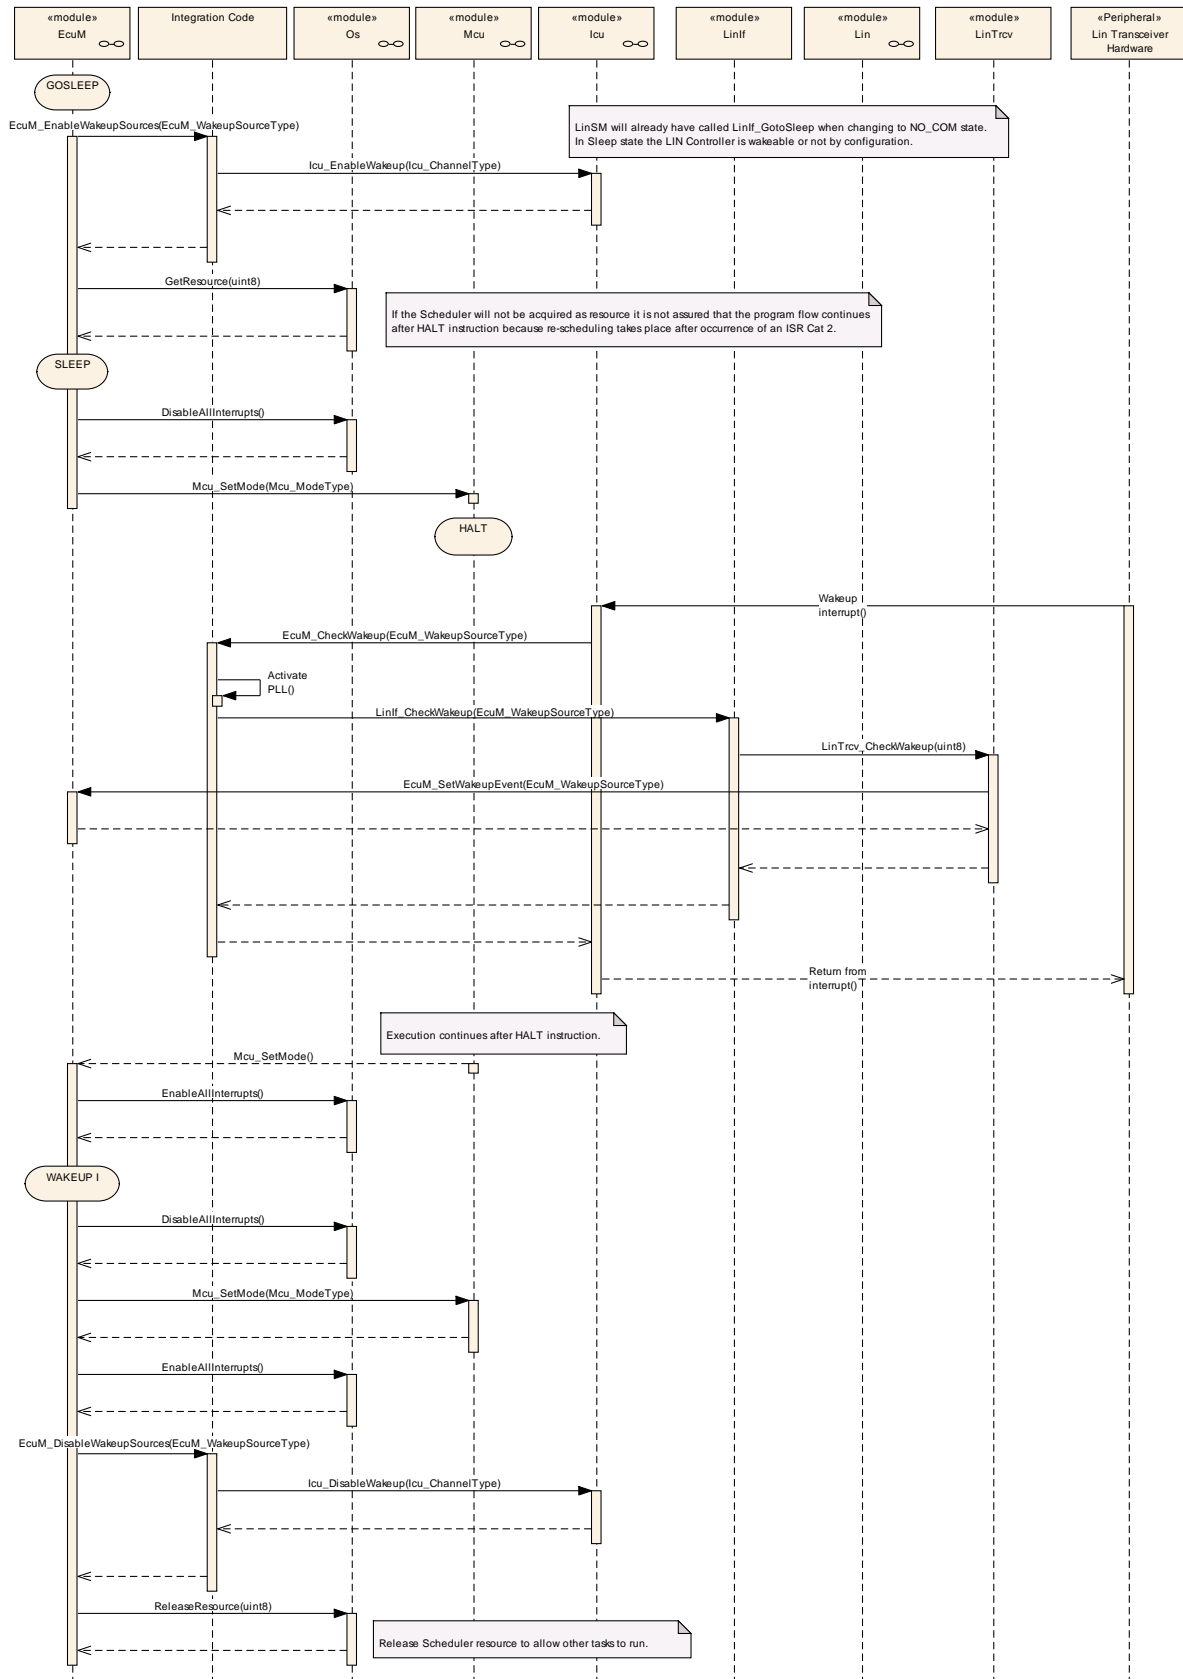 «module»
EcuM
Integration Code
«module»
Os
«module»
Mcu
«module»
Icu
«module»
LinIf
«module»
Lin
«module»
LinTrcv
«Peripheral»
Lin Transceiver
Hardware
GOSLEEP
EcuM_EnableWakeupSources(EcuM_WakeupSourceType)
LinSM will already have called LinIf_GotoSleep when changing to NO_COM state.
In Sleep state the LIN Controller is wakeable or not by configuration.
Icu_EnableWakeup(Icu_ChannelType)
GetResource(uint8)
If the Scheduler will not be acquired as resource it is not assured that the program flow continues
after HALT instruction because re-scheduling takes place after occurrence of an ISR Cat 2.
SLEEP
DisableAllInterrupts()
Mcu_SetMode(Mcu_ModeType)
HALT
Wakeup
interrupt()
EcuM_CheckWakeup(EcuM_WakeupSourceType)
Activate
PLL()
LinIf_CheckWakeup(EcuM_WakeupSourceType)
LinTrcv_CheckWakeup(uint8)
EcuM_SetWakeupEvent(EcuM_WakeupSourceType)
Return from
interrupt()
Execution continues after HALT instruction.
Mcu_SetMode()
EnableAllInterrupts()
WAKEUP I
DisableAllInterrupts()
Mcu_SetMode(Mcu_ModeType)
EnableAllInterrupts()
EcuM_DisableWakeupSources(EcuM_WakeupSourceType)
Icu_DisableWakeup(Icu_ChannelType)
ReleaseResource(uint8)
Release Scheduler resource to allow other tasks to run.